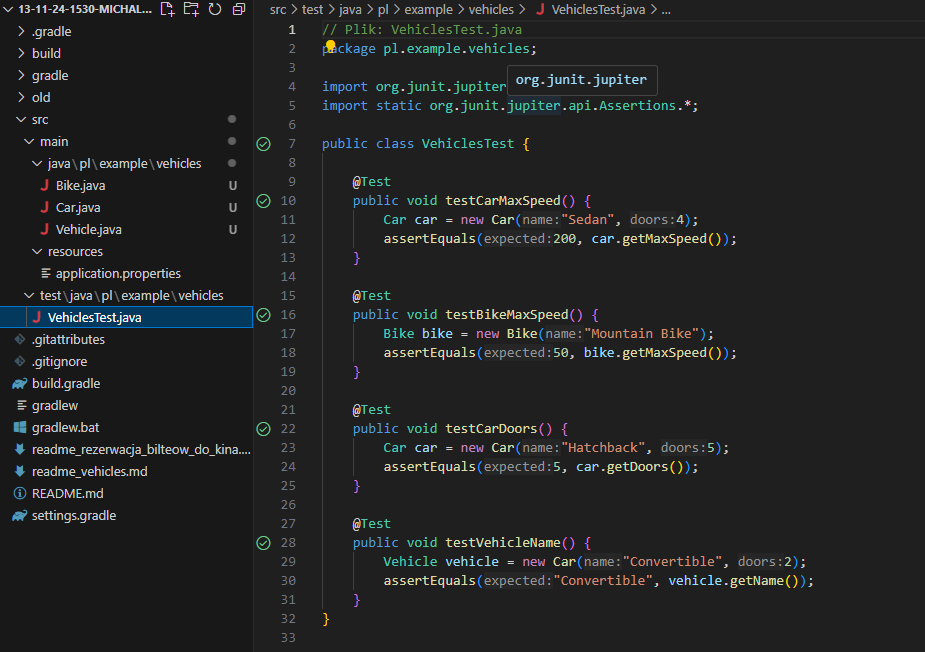 13-11-24-1530-MICHAL...
.gradle
build
gradle
old
src
main
java\pl\example\vehicles
Bike.java U
Car.java U
Vehicle.java U
resources
application.properties
test\java\pl\example\vehicles
VehiclesTest.java
.gitattributes
.gitignore
build.gradle
gradlew
gradlew.bat
readme_rezerwacja_bilteow_do_kina....
readme_vehicles.md
README.md
settings.gradle
src > test > java > pl > example > vehicles > J VehiclesTest.java > ...
1 // Plik: VehiclesTest.java
2 package pl.example.vehicles;
3
4 import org.junit.jupiter
org.junit.jupiter
5 import static org.junit.jupiter.api.Assertions.*;
6
7 public class VehiclesTest {
8
9 @Test
10 public void testCarMaxSpeed() {
11 Car car = new Car(name:"Sedan", doors:4);
12 assertEquals(expected:200, car.getMaxSpeed());
13 }
14
15 @Test
16 public void testBikeMaxSpeed() {
17 Bike bike = new Bike(name:"Mountain Bike");
18 assertEquals(expected:50, bike.getMaxSpeed());
19 }
20
21 @Test
22 public void testCarDoors() {
23 Car car = new Car(name:"Hatchback", doors:5);
24 assertEquals(expected:5, car.getDoors());
25 }
26
27 @Test
28 public void testVehicleName() {
29 Vehicle vehicle = new Car(name:"Convertible", doors:2);
30 assertEquals(expected:"Convertible", vehicle.getName());
31 }
32 }
33